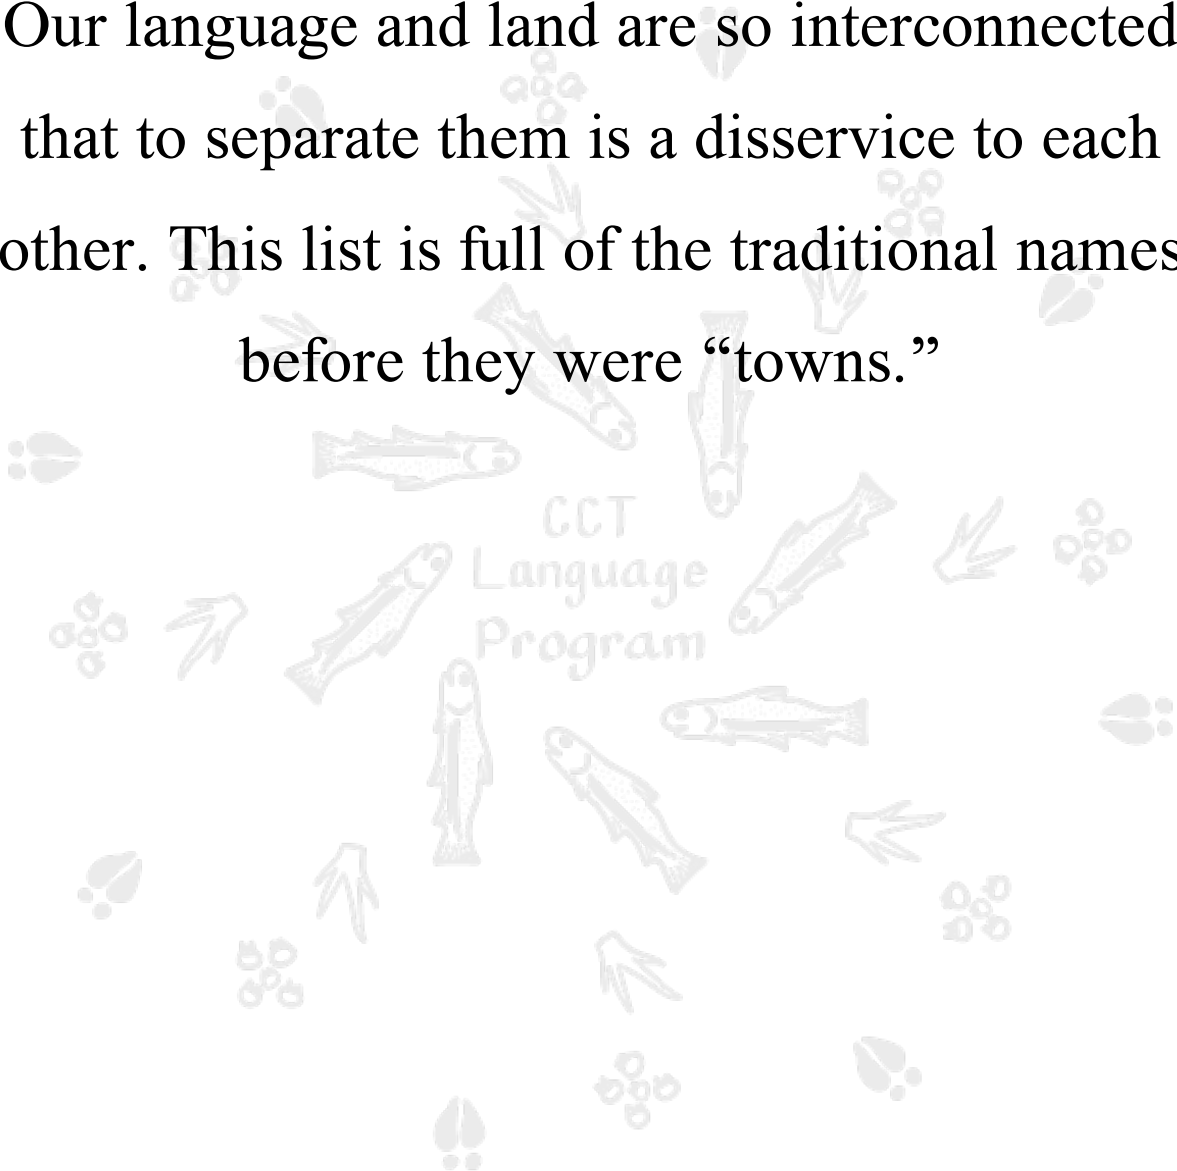 Our language and land are so interconnected
that to separate them is a disservice to each
other. This list is full of the traditional names
before they were “towns.”
CCT
Language
Program